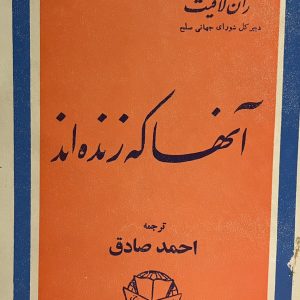 ژان لافیت
دبیر کل شورای جهانی صلح
آنها که زنده‌اند
ترجمه
احمد صادق